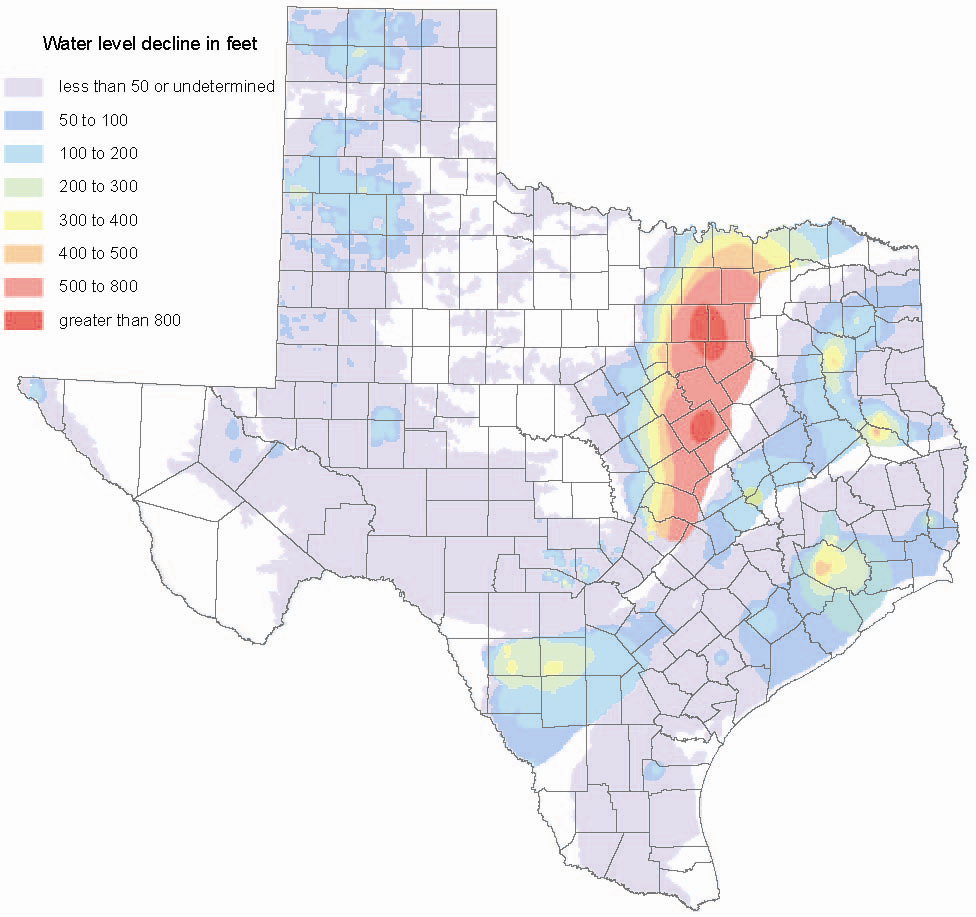 Water level decline in feet
less than 50 or undetermined
50 to 100
100 to 200
200 to 300
300 to 400
400 to 500
500 to 800
greater than 800